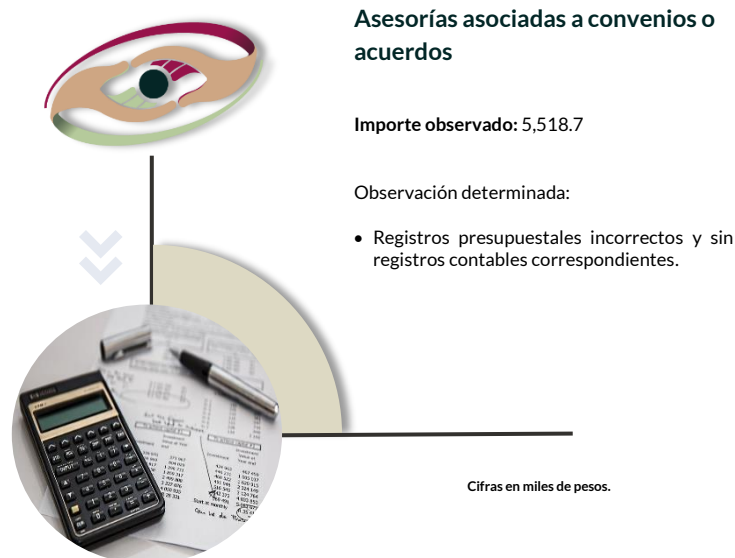 Asesorías asociadas a convenios o
acuerdos
Importe observado: 5,518.7
Observación determinada:
• Registros presupuestales incorrectos y sin
registros contables correspondientes.
Cifras en miles de pesos.